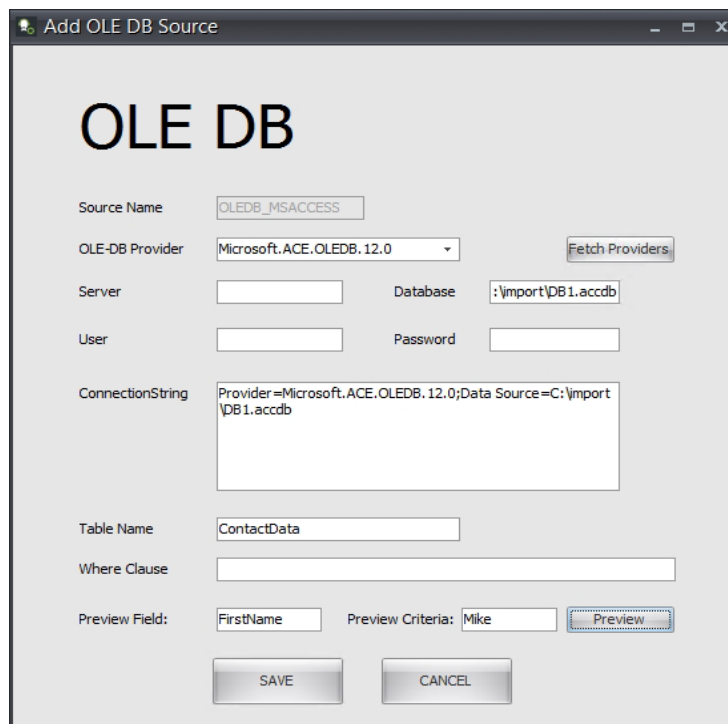 Add OLE DB Source
OLE DB
Source Name OLEDB_MSACCESS
OLE-DB Provider Microsoft.ACE.OLEDB.12.0 Fetch Providers
Server Database :\import\DB1.accdb
User Password
ConnectionString Provider=Microsoft.ACE.OLEDB.12.0;Data Source=C:\import
\DB1.accdb
Table Name ContactData
Where Clause
Preview Field: FirstName Preview Criteria: Mike Preview
SAVE CANCEL